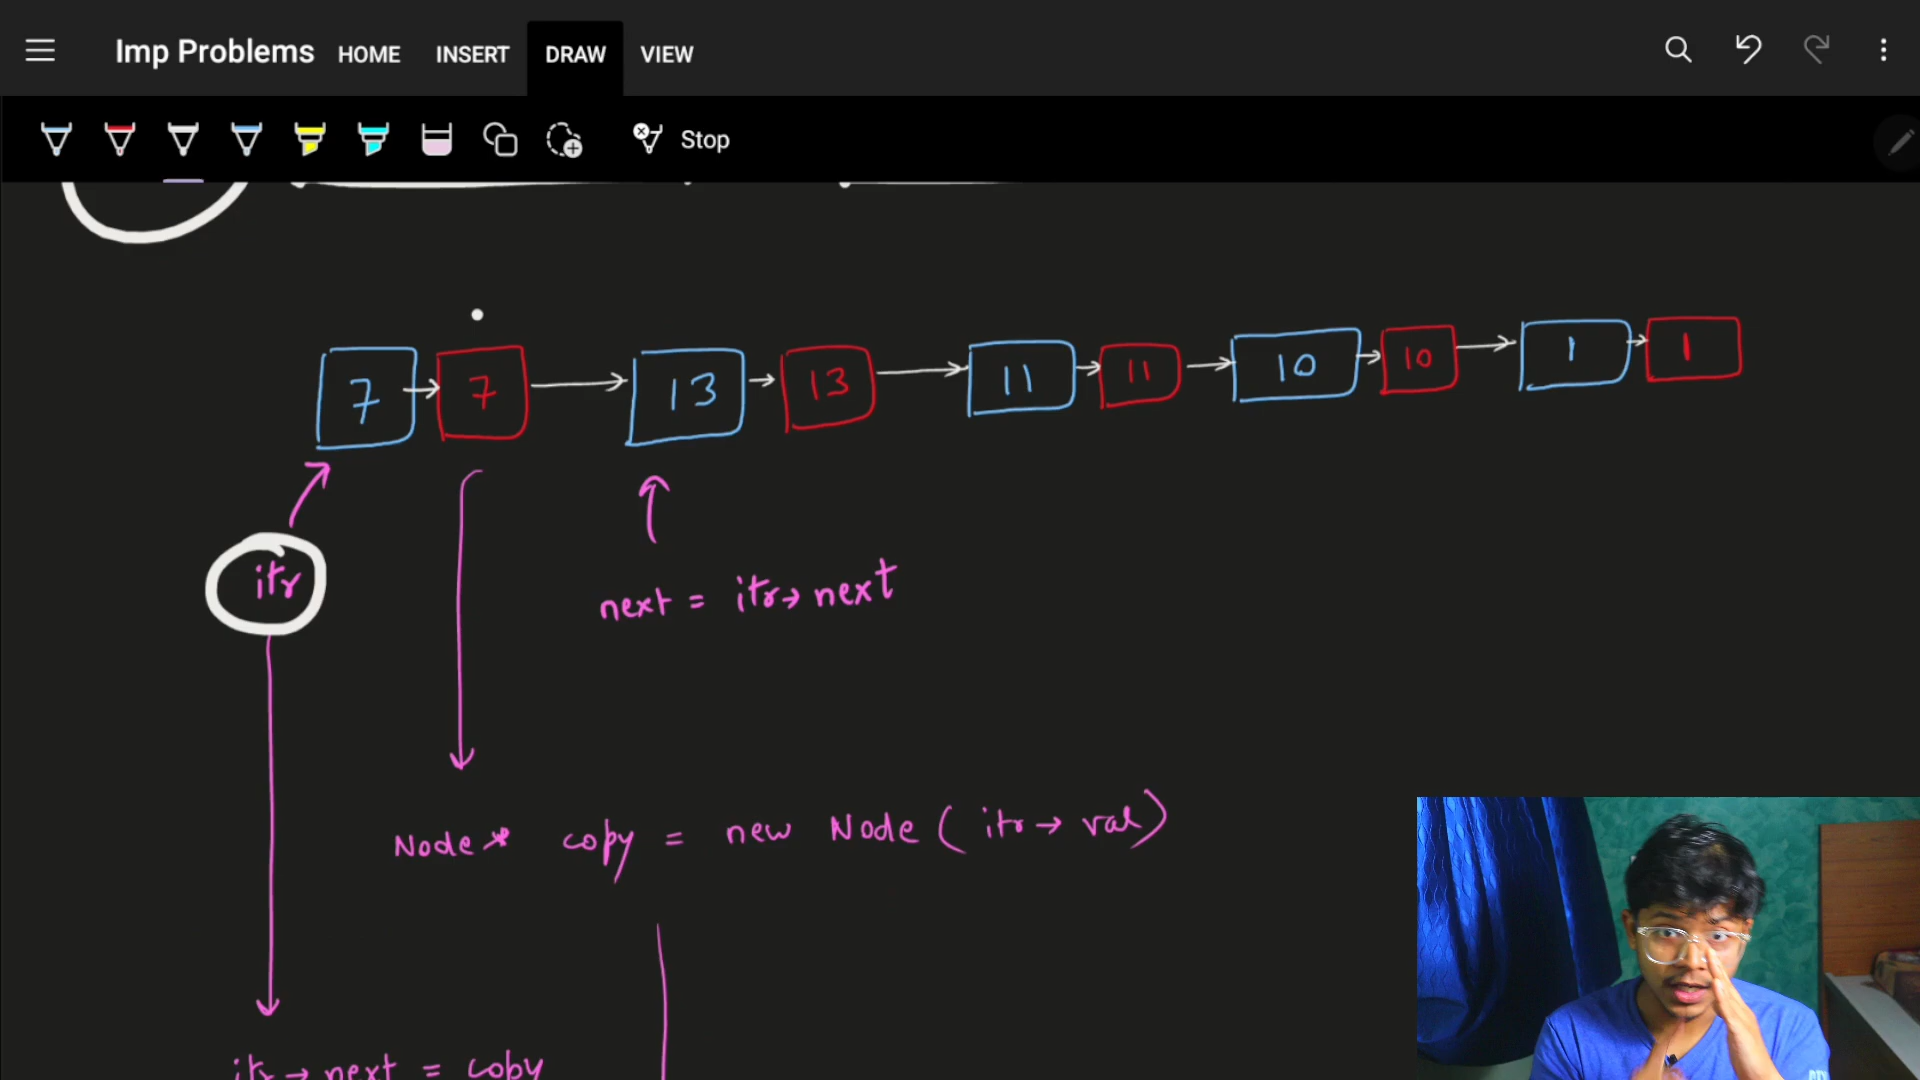 Imp Problems HOME INSERT DRAW VIEW
Stop
7 7 13 13 11 11 10 10 1 1
itr
next = itr→next
Node* copy = new Node(itr→val)
itr→next = copy